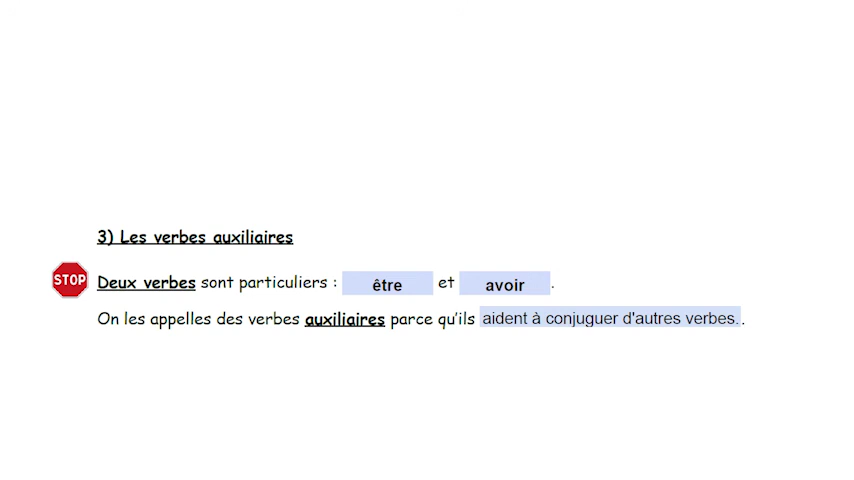 3) Les verbes auxiliaires
STOP Deux verbes sont particuliers : être et avoir.
On les appelles des verbes auxiliaires parce qu'ils aident à conjuguer d'autres verbes..